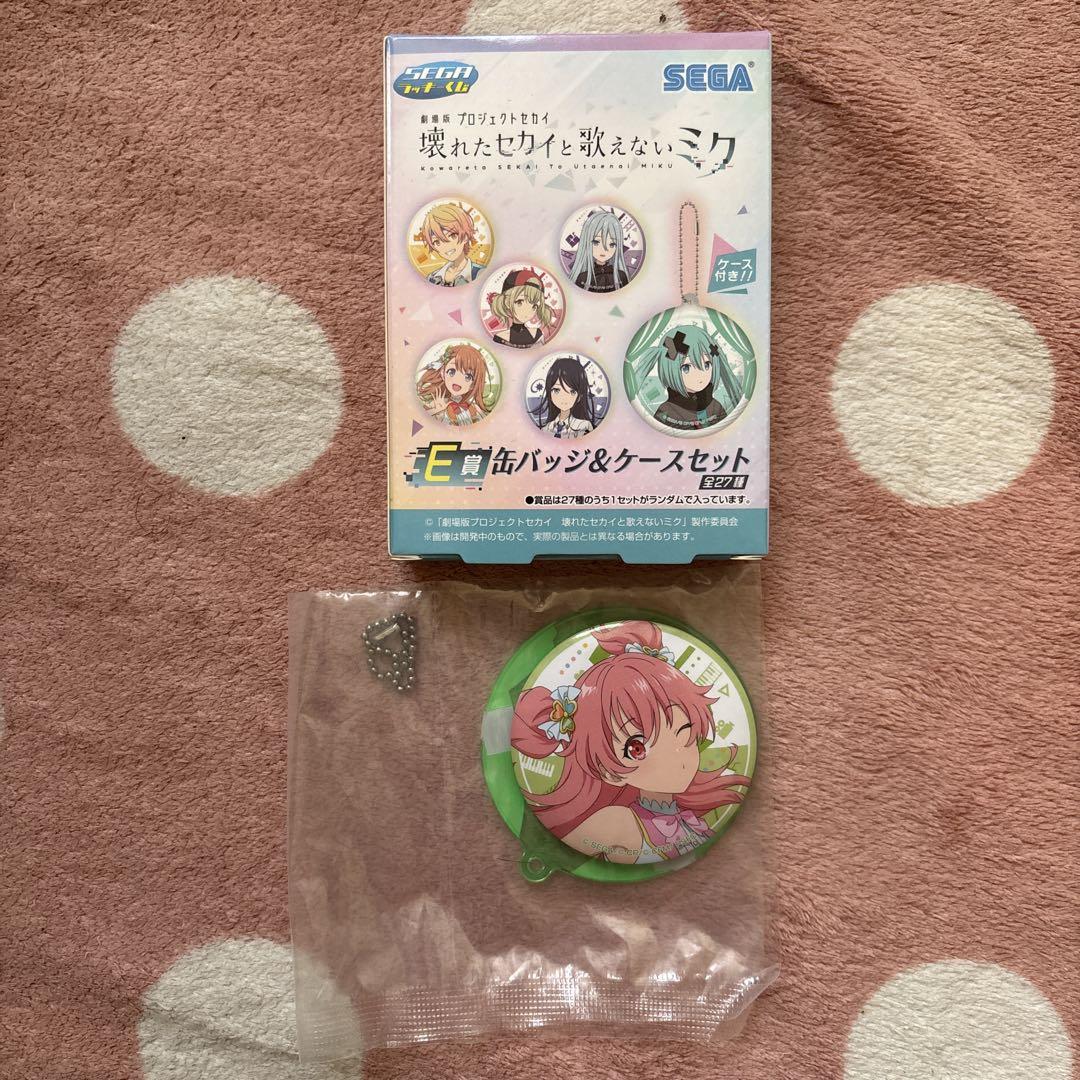 SEGA
ラッキーくじ
SEGA®
劇場版 プロジェクトセカイ
壊れたセカイと歌えないミク
Kowareta SEKAI To Utaenai MIKU
ケース
付き!!
E賞 缶バッジ&ケースセット
全27種
●賞品は27種のうち1セットがランダムで入っています。
©「劇場版プロジェクトセカイ 壊れたセカイと歌えないミク」製作委員会
※画像は開発中のもので、実際の製品とは異なる場合があります。
© SEGA